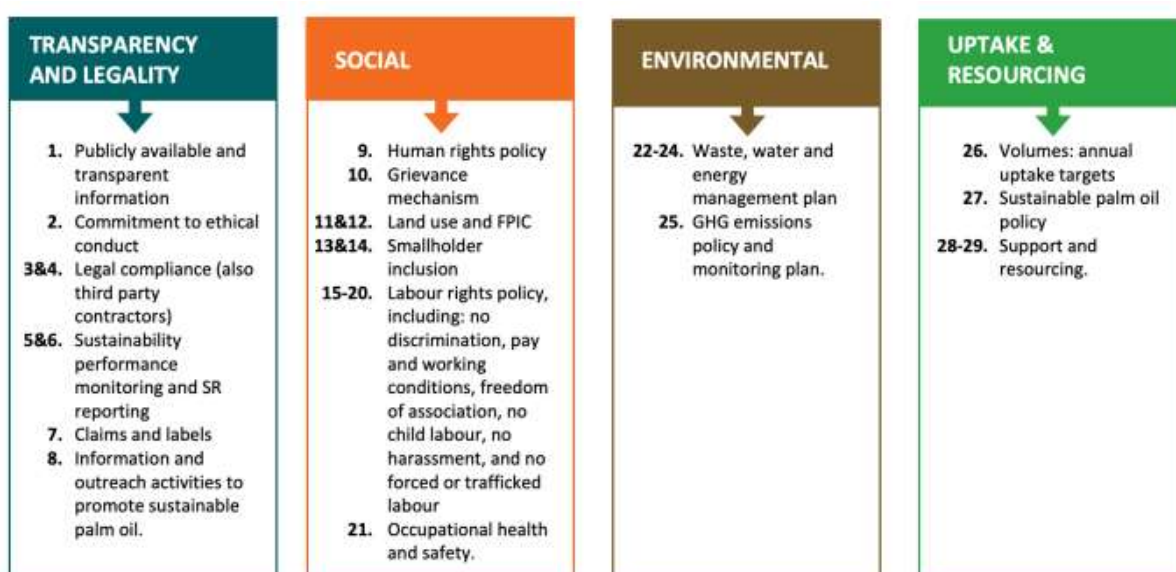 TRANSPARENCY
AND LEGALITY
1. Publicly available and
transparent
information
2. Commitment to ethical
conduct
3&4. Legal compliance (also
third party
contractors)
5&6. Sustainability
performance
monitoring and SR
reporting
7. Claims and labels
8. Information and
outreach activities to
promote sustainable
palm oil.
SOCIAL
9. Human rights policy
10. Grievance
mechanism
11&12. Land use and FPIC
13&14. Smallholder
inclusion
15-20. Labour rights policy,
including: no
discrimination, pay
and working
conditions, freedom
of association, no
child labour, no
harassment, and no
forced or trafficked
labour
21. Occupational health
and safety.
ENVIRONMENTAL
22-24. Waste, water and
energy
management plan
25. GHG emissions
policy and
monitoring plan.
UPTAKE &
RESOURCING
26. Volumes: annual
uptake targets
27. Sustainable palm oil
policy
28-29. Support and
resourcing.